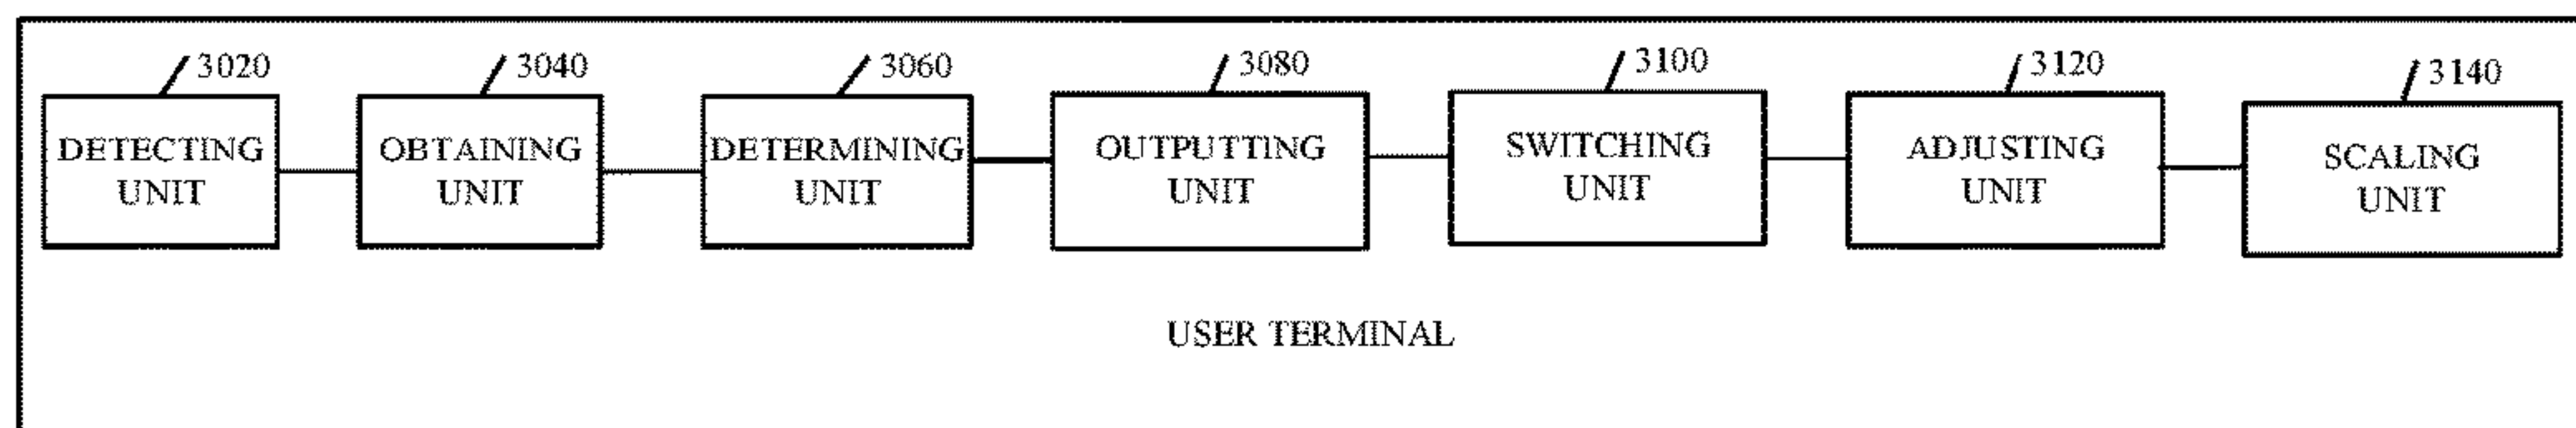 3020
3040
3060
3080
3100
3120
3140
DETECTING
UNIT
OBTAINING
UNIT
DETERMINING
UNIT
OUTPUTTING
UNIT
SWITCHING
UNIT
ADJUSTING
UNIT
SCALING
UNIT
USER TERMINAL